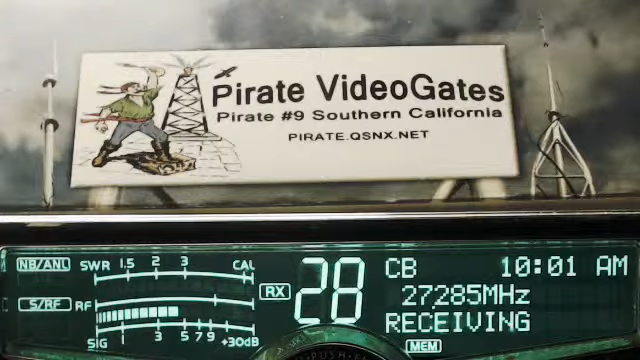 Pirate VideoGates
Pirate #9 Southern California
PIRATE.QSNX.NET
NB/ANL SWR 1.5 2 3 CAL
S/RF RF
SIG 1 3 5 7 9 +30dB
RX 28
CB 10:01 AM
27285MHz
RECEIVING
MEM
PUSH